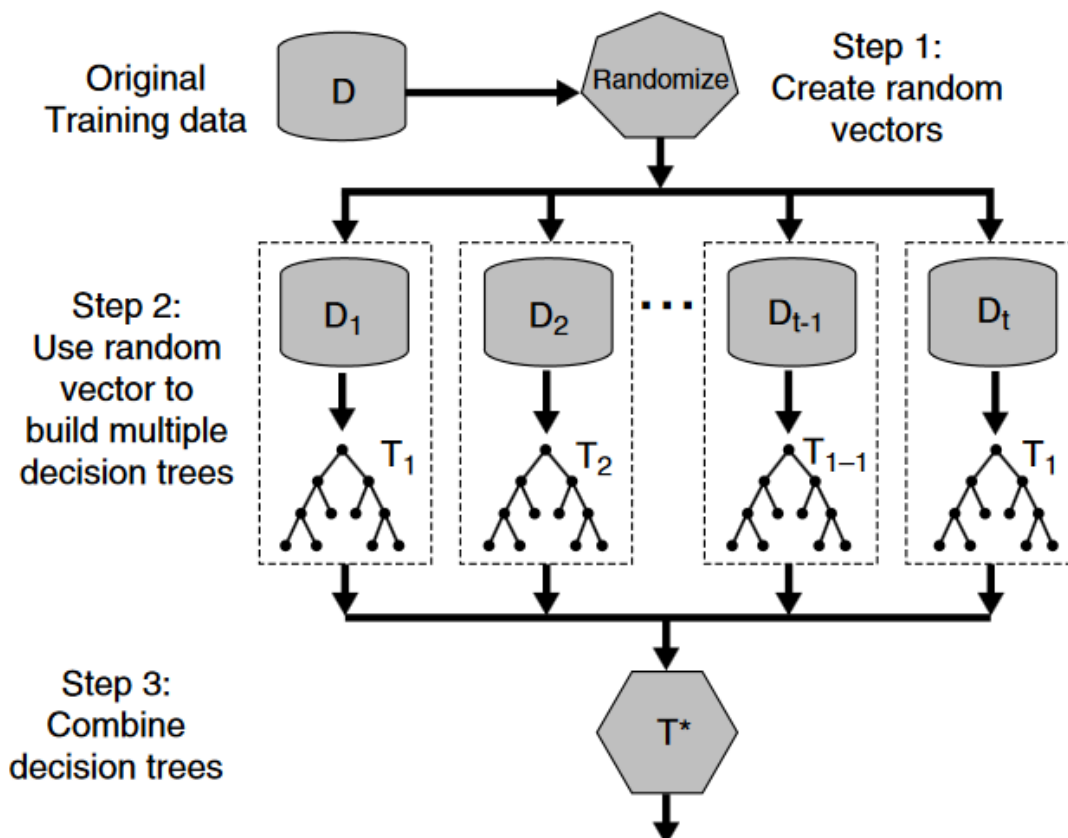 Original
Training data
D
Randomize
Step 1:
Create random
vectors
Step 2:
Use random
vector to
build multiple
decision trees
D₁
D₂
...
Dₜ₋₁
Dₜ
T₁
T₂
T₁₋₁
T₁
Step 3:
Combine
decision trees
T*